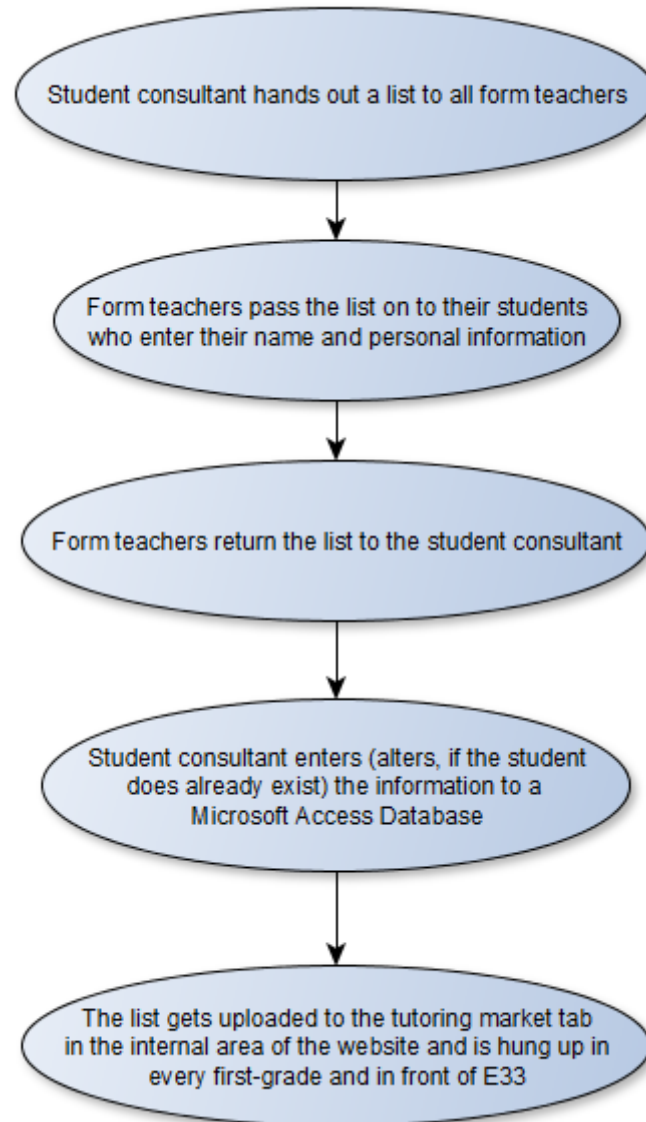 Student consultant hands out a list to all form teachers
Form teachers pass the list on to their students
who enter their name and personal information
Form teachers return the list to the student consultant
Student consultant enters (alters, if the student
does already exist) the information to a
Microsoft Access Database
The list gets uploaded to the tutoring market tab
in the internal area of the website and is hung up in
every first-grade and in front of E33